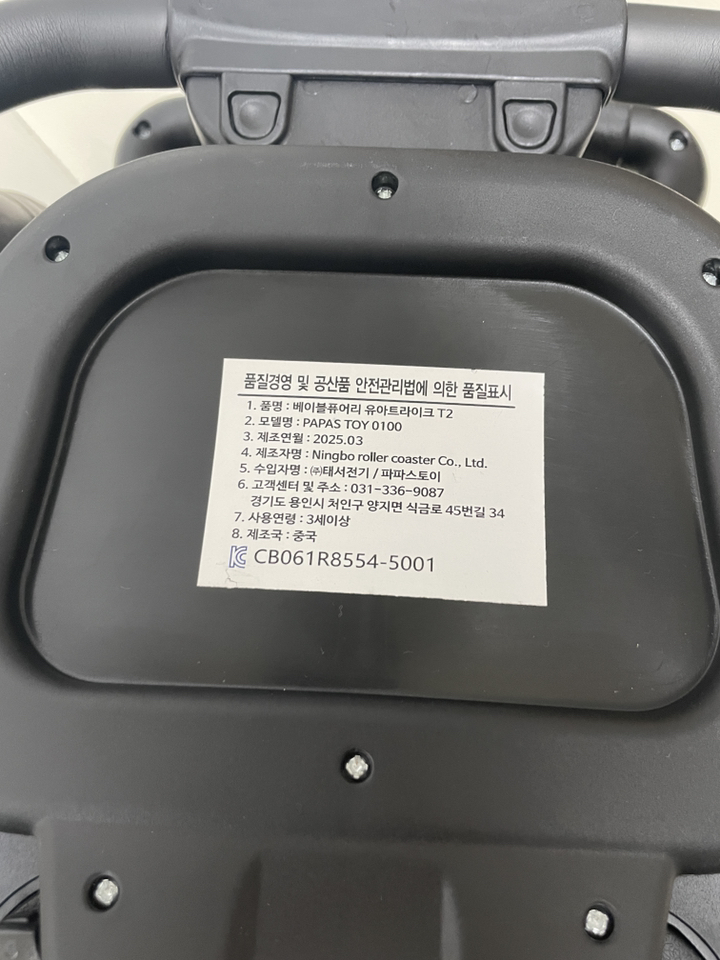 품질경영 및 공산품 안전관리법에 의한 품질표시
1. 품명 : 베이블퓨어리 유아트라이크 T2
2. 모델명 : PAPAS TOY 0100
3. 제조연월 : 2025.03
4. 제조자명 : Ningbo roller coaster Co., Ltd.
5. 수입자명 : ㈜태서전기 / 파파스토이
6. 고객센터 및 주소 : 031-336-9087
경기도 용인시 처인구 양지면 식금로 45번길 34
7. 사용연령 : 3세이상
8. 제조국 : 중국
KC CB061R8554-5001